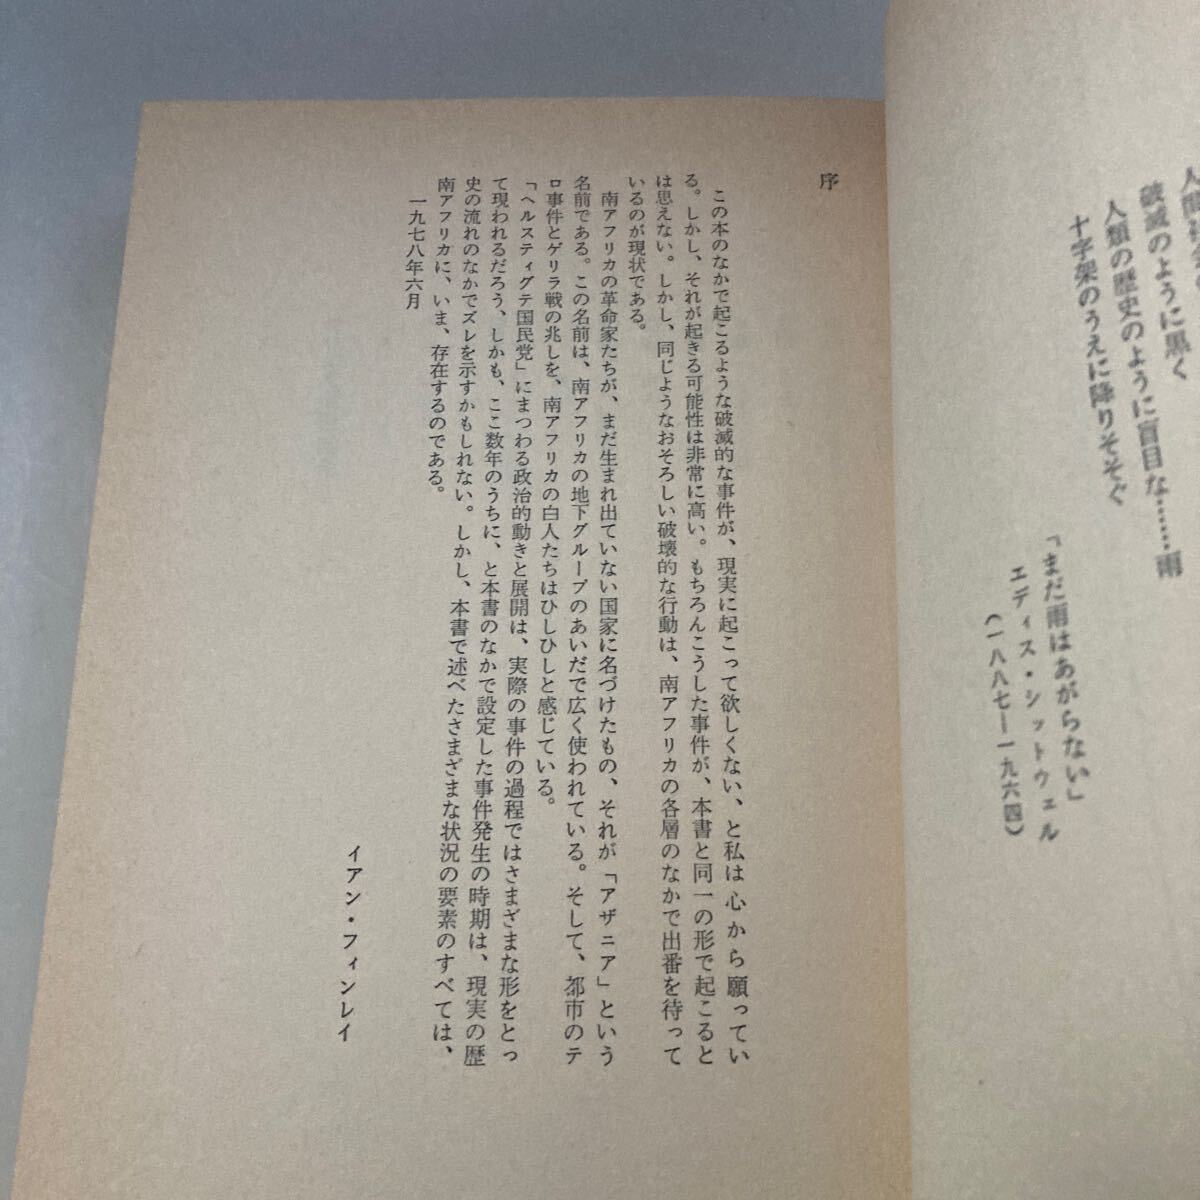 破滅のように黒く
人類の歴史のように盲目な……雨
十字架のうえに降りそそぐ
「まだ雨はあがらない」
エディス・シットウェル
(一八八七―一九六四)
序
この本のなかで起こるような破滅的な事件が、現実に起こって欲しくない、と私は心から願ってい
る。しかし、それが起きる可能性は非常に高い。もちろんこうした事件が、本書と同一の形で起こると
は思えない。しかし、同じようなおそろしい破壊的な行動は、南アフリカの各層のなかで出番を待って
いるのが現状である。
南アフリカの革命家たちが、まだ生まれ出ていない国家に名づけたもの、それが「アザニア」という
名前である。この名前は、南アフリカの地下グループのあいだで広く使われている。そして、都市のテ
ロ事件とゲリラ戦の兆しを、南アフリカの白人たちはひしひしと感じている。
「ヘルスティグテ国民党」にまつわる政治的動きと展開は、実際の事件の過程ではさまざまな形をとっ
て現われるだろう、しかも、ここ数年のうちに、と本書のなかで設定した事件発生の時期は、現実の歴
史の流れのなかでズレを示すかもしれない。しかし、本書で述べたさまざまな状況の要素のすべては、
南アフリカに、いま、存在するのである。
一九七八年六月
イアン・フィンレイ